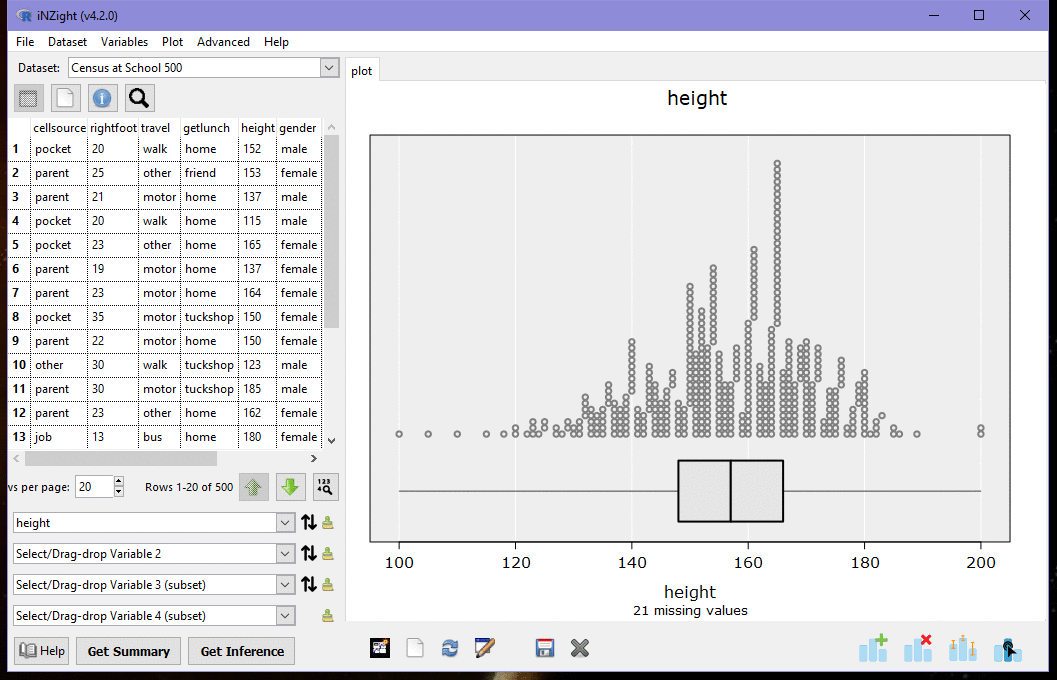 iNZight (v4.2.0)
File Dataset Variables Plot Advanced Help
Dataset: Census at School 500
plot
cellsource rightfoot travel getlunch height gender
1 pocket 20 walk home 152 male
2 parent 25 other friend 153 female
3 parent 21 motor home 137 male
4 pocket 20 walk home 115 male
5 pocket 23 other home 165 female
6 parent 19 motor home 137 female
7 parent 23 motor home 164 female
8 pocket 35 motor tuckshop 150 female
9 parent 22 motor home 150 female
10 other 30 walk tuckshop 123 male
11 parent 30 motor tuckshop 185 male
12 parent 23 other home 162 female
13 job 13 bus home 180 female
ws per page: 20 Rows 1-20 of 500
123
4
height
Select/Drag-drop Variable 2
Select/Drag-drop Variable 3 (subset)
Select/Drag-drop Variable 4 (subset)
Help Get Summary Get Inference
height
100 120 140 160 180 200
height
21 missing values